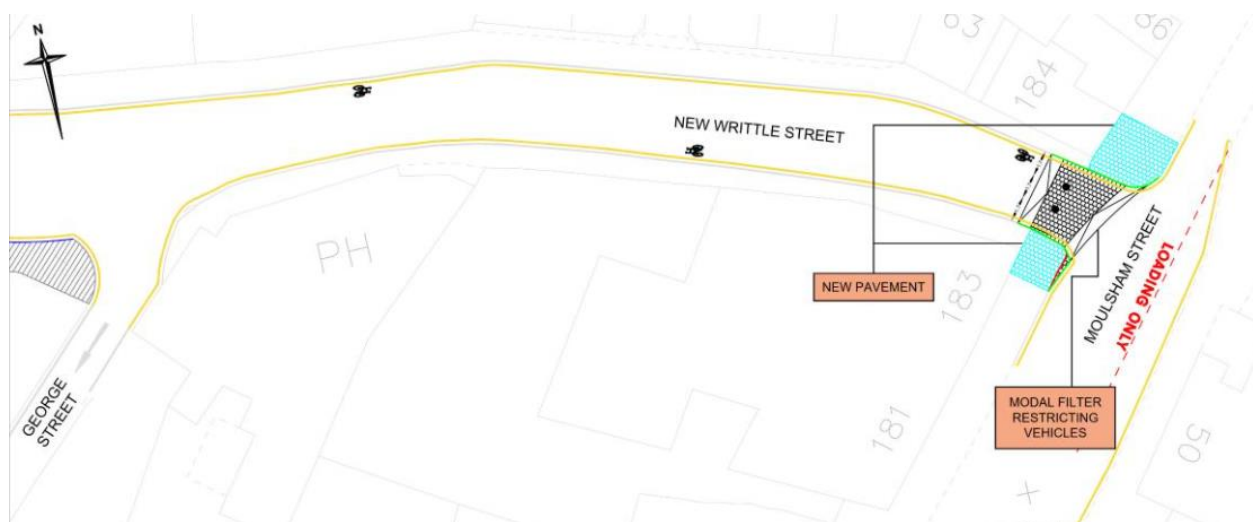 N
63
86
184
NEW WRITTLE STREET
PH
NEW PAVEMENT
183
MOULSHAM STREET
LOADING ONLY
GEORGE
STREET
181
MODAL FILTER
RESTRICTING
VEHICLES
50